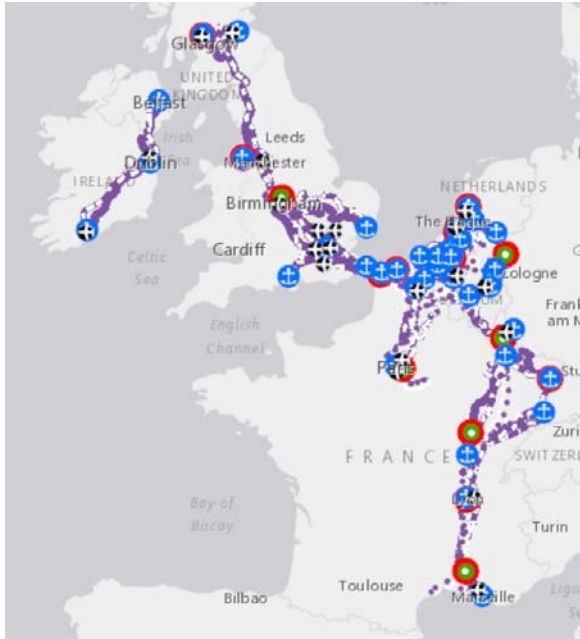 Glasgow
UNITED
KINGDOM
Belfast
Irish
Sea
Leeds
Dublin
Manchester
IRELAND
NETHERLANDS
Birmingham
The Hague
Cardiff
Celtic
Sea
Cologne
English
Channel
Paris
FRANCE
SWITZER
Lyon
Bay of
Biscay
Turin
Toulouse
Bilbao
Marseille